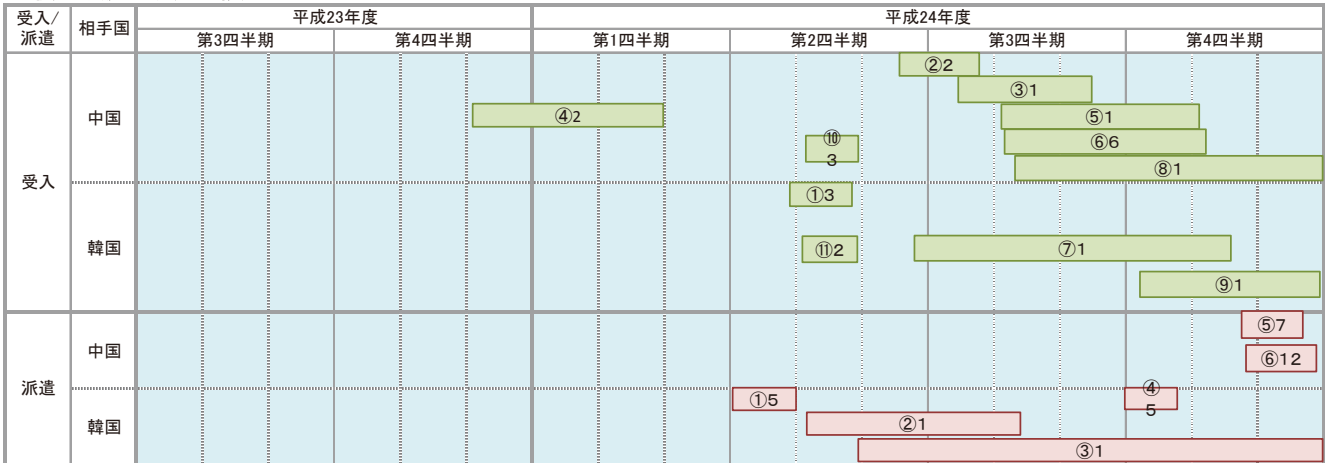 受入/
派遣
相手国
平成23年度
平成24年度
第3四半期
第4四半期
第1四半期
第2四半期
第3四半期
第4四半期
受入
中国
②2
③1
④2
⑤1
⑩
3
⑥6
⑧1
韓国
①3
⑪2
⑦1
⑨1
派遣
中国
⑤7
⑥12
韓国
①5
④
5
②1
③1